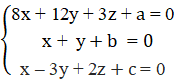 8x + 12y + 3z + a = 0
x + y + b = 0
x − 3y + 2z + c = 0